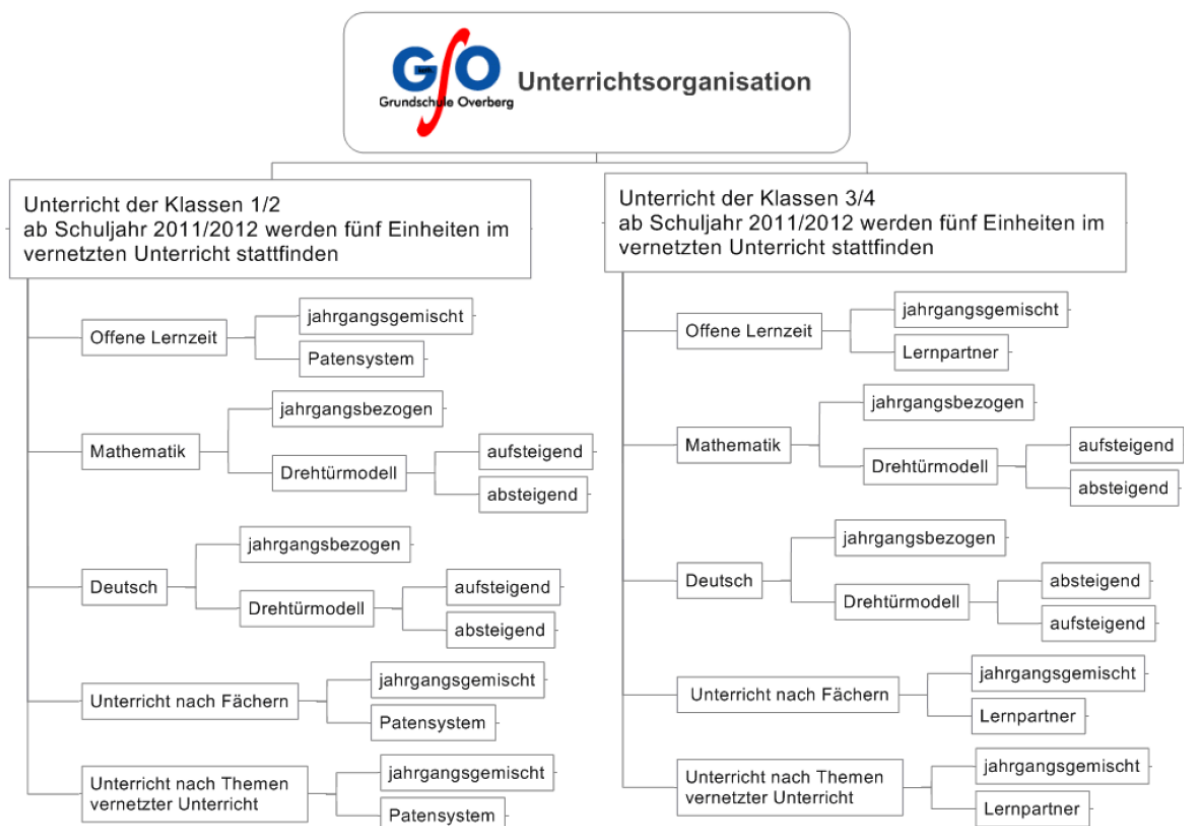 GSO
Grundschule Overberg
Unterrichtsorganisation
Unterricht der Klassen 1/2
ab Schuljahr 2011/2012 werden fünf Einheiten im
vernetzten Unterricht stattfinden
Offene Lernzeit
jahrgangsgemischt
Patensystem
Mathematik
jahrgangsbezogen
Drehtürmodell
aufsteigend
absteigend
Deutsch
jahrgangsbezogen
Drehtürmodell
aufsteigend
absteigend
Unterricht nach Fächern
jahrgangsgemischt
Patensystem
Unterricht nach Themen
vernetzter Unterricht
jahrgangsgemischt
Patensystem
Unterricht der Klassen 3/4
ab Schuljahr 2011/2012 werden fünf Einheiten im
vernetzten Unterricht stattfinden
Offene Lernzeit
jahrgangsgemischt
Lernpartner
Mathematik
jahrgangsbezogen
Drehtürmodell
aufsteigend
absteigend
Deutsch
jahrgangsbezogen
Drehtürmodell
absteigend
aufsteigend
Unterricht nach Fächern
jahrgangsgemischt
Lernpartner
Unterricht nach Themen
vernetzter Unterricht
jahrgangsgemischt
Lernpartner